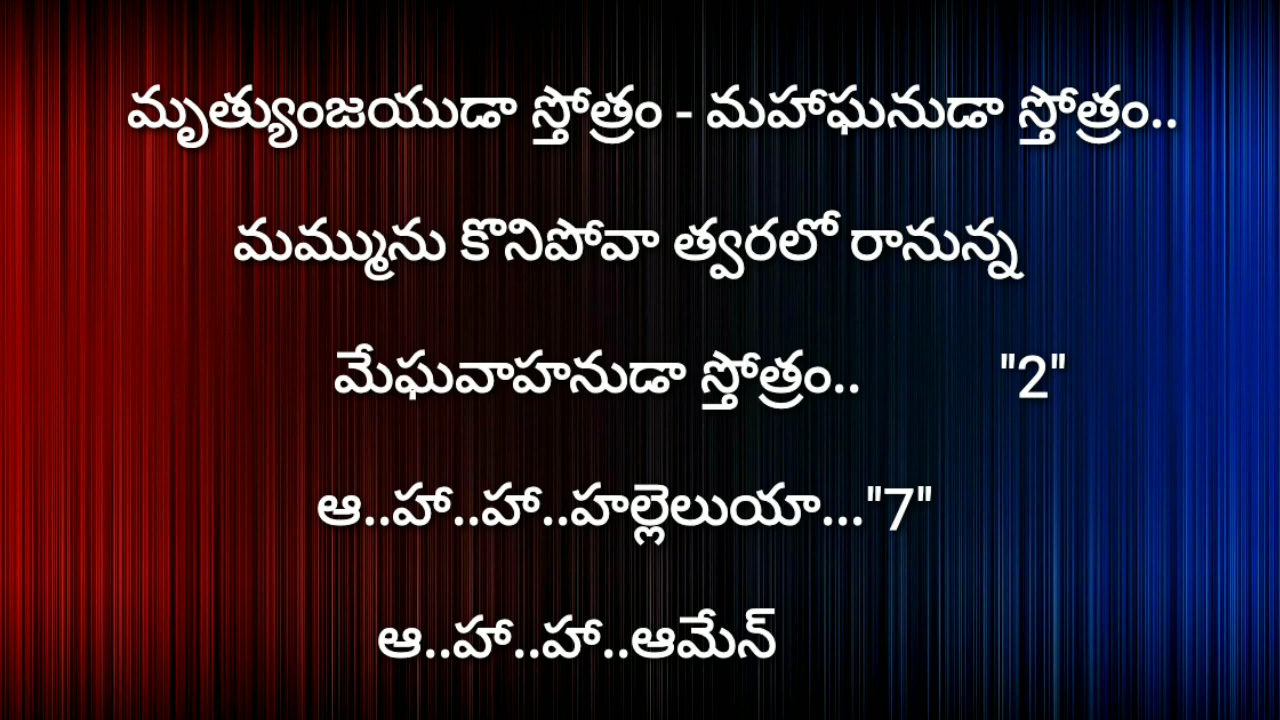 మృత్యుంజయుడా స్తోత్రం - మహాఘనుడా స్తోత్రం..
మమ్మును కొనిపోవా త్వరలో రానున్న
మేఘవాహనుడా స్తోత్రం.. "2"
ఆ..హా..హా..హల్లెలుయా..."7"
ఆ..హా..హా..ఆమేన్